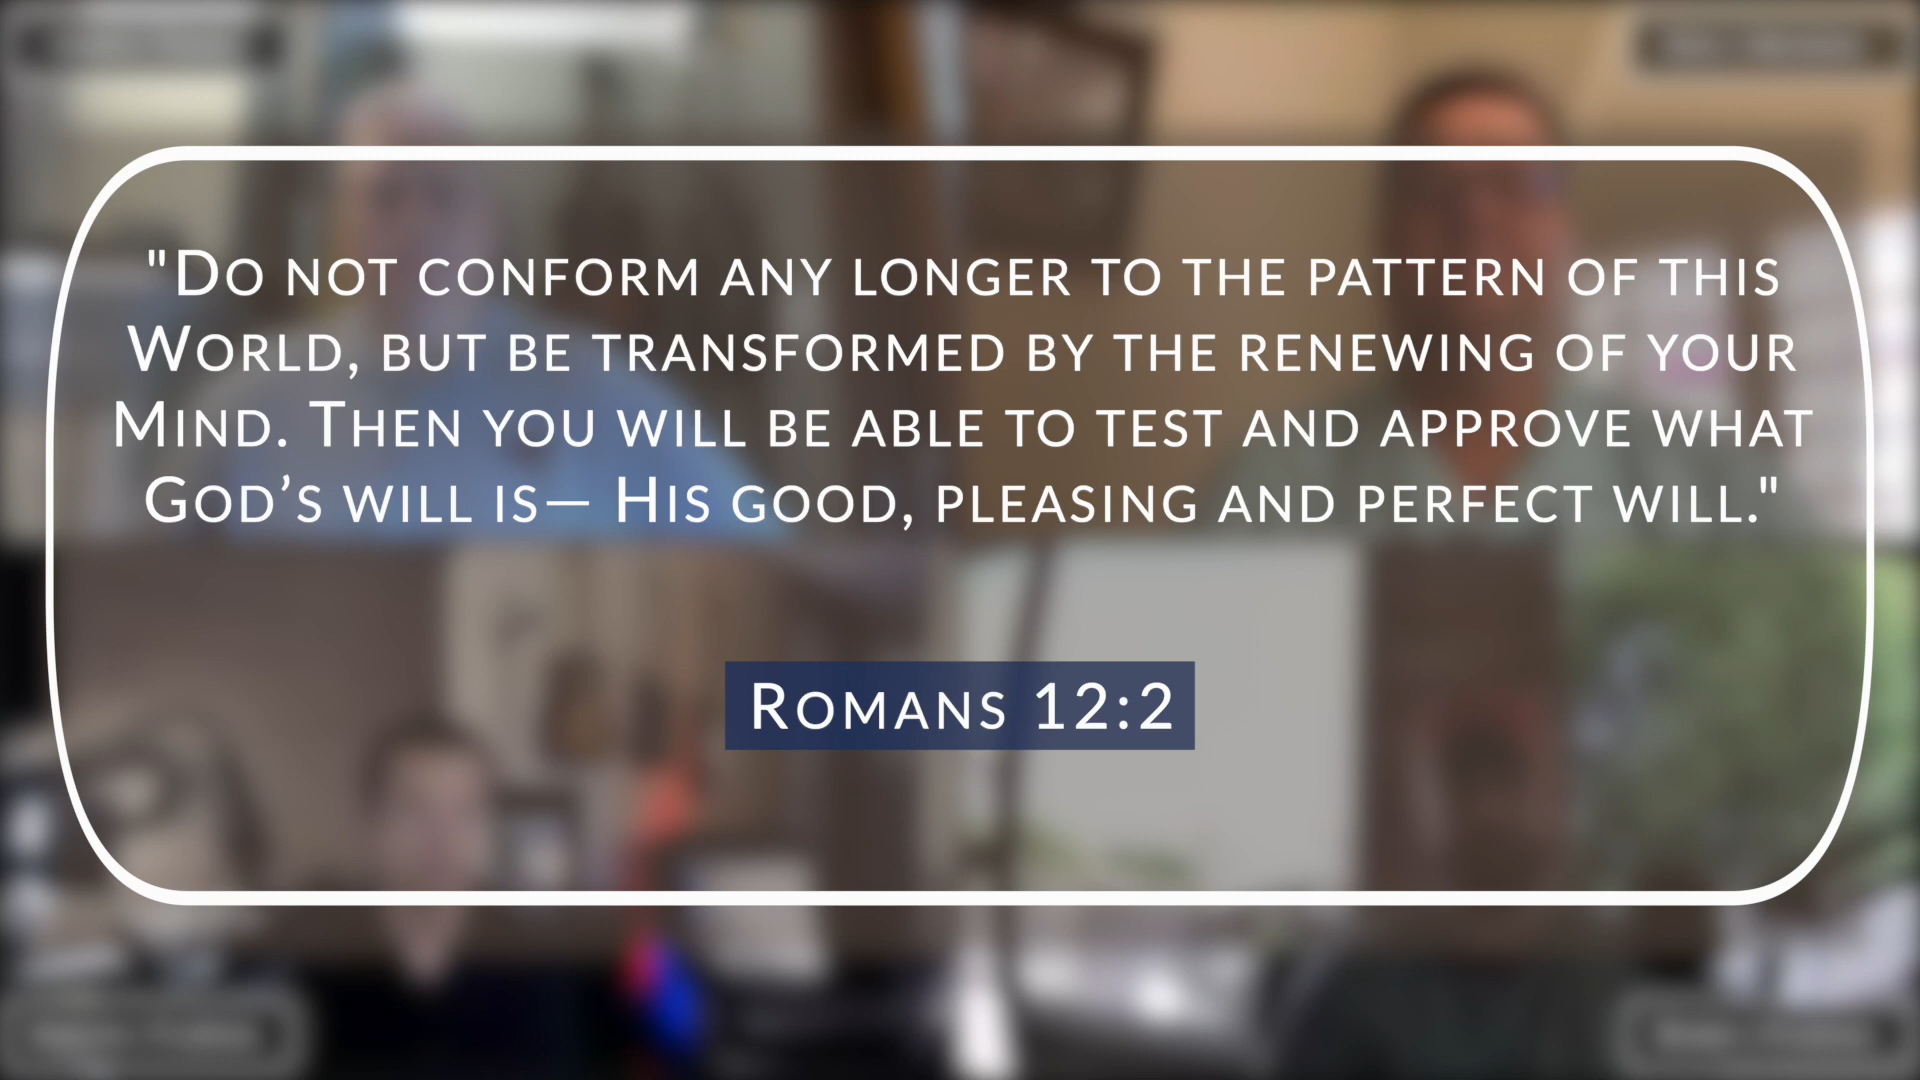 "Do not conform any longer to the pattern of this
World, but be transformed by the renewing of your
Mind. Then you will be able to test and approve what
God’s will is— His good, pleasing and perfect will."
Romans 12:2